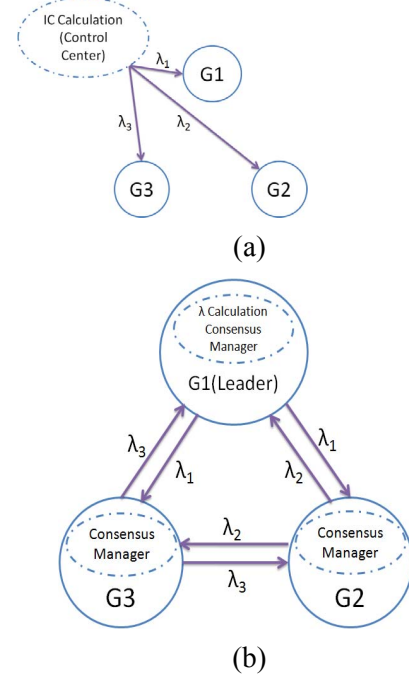 IC Calculation
(Control
Center)
λ₁
G1
λ₃
λ₂
G3
G2
(a)
λ Calculation
Consensus
Manager
G1(Leader)
λ₃
λ₁
λ₁
λ₂
Consensus
Manager
G3
λ₂
λ₃
Consensus
Manager
G2
(b)